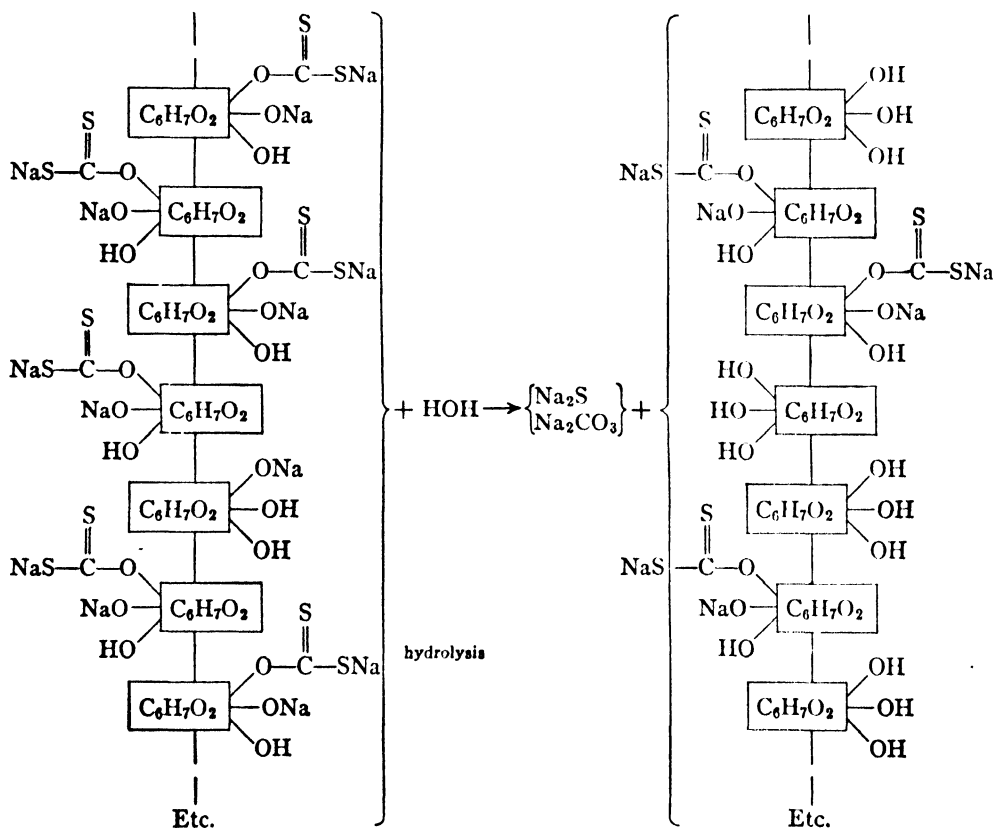 S S
O—C—SNa OH
C₆H₇O₂ —ONa C₆H₇O₂ —OH
S OH S OH
NaS—C—O NaS—C—O
NaO— C₆H₇O₂ S NaO— C₆H₇O₂ S
HO HO
O—C—SNa O—C—SNa
C₆H₇O₂ —ONa C₆H₇O₂ —ONa
S OH OH
NaS—C—O HO
NaO— C₆H₇O₂ + HOH → {Na₂S Na₂CO₃} + HO— C₆H₇O₂
HO HO
ONa OH
C₆H₇O₂ —OH C₆H₇O₂ —OH
S OH S OH
NaS—C—O NaS—C—O
NaO— C₆H₇O₂ S NaO— C₆H₇O₂
HO HO
O—C—SNa hydrolysis OH
C₆H₇O₂ —ONa C₆H₇O₂ —OH
OH OH
Etc. Etc.